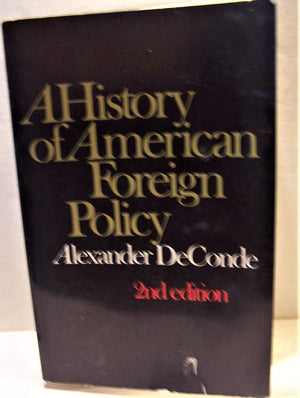 A History
of American
Foreign
Policy
Alexander DeConde
2nd edition